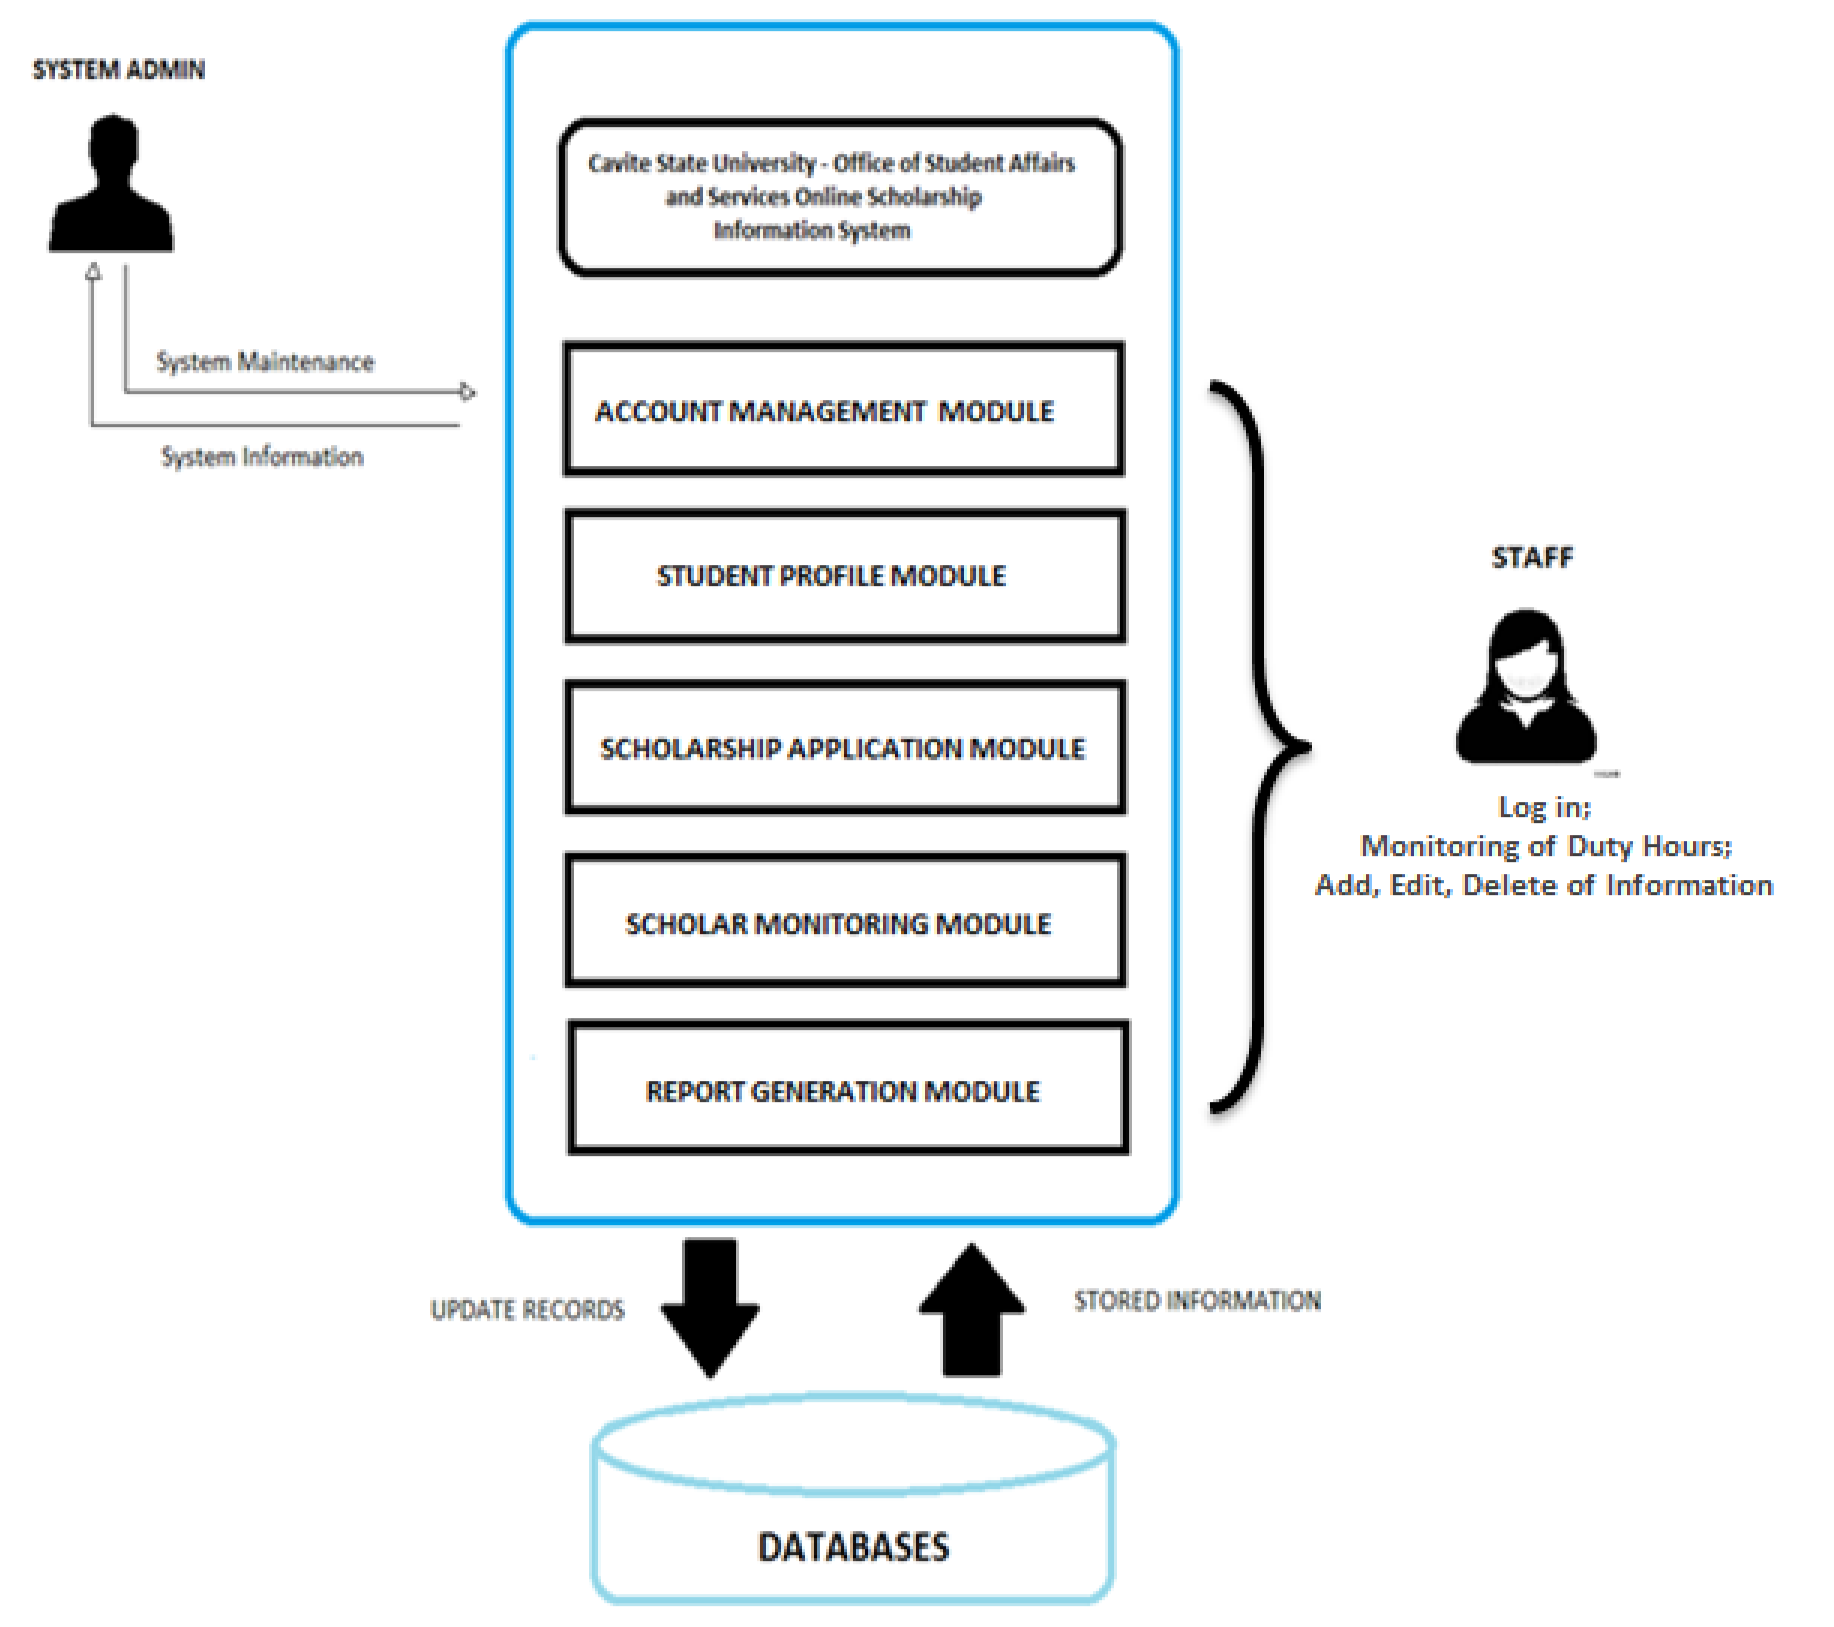 SYSTEM ADMIN
Cavite State University - Office of Student Affairs
and Services Online Scholarship
Information System
System Maintenance
System Information
ACCOUNT MANAGEMENT MODULE
STUDENT PROFILE MODULE
SCHOLARSHIP APPLICATION MODULE
SCHOLAR MONITORING MODULE
REPORT GENERATION MODULE
STAFF
Log in;
Monitoring of Duty Hours;
Add, Edit, Delete of Information
UPDATE RECORDS
STORED INFORMATION
DATABASES